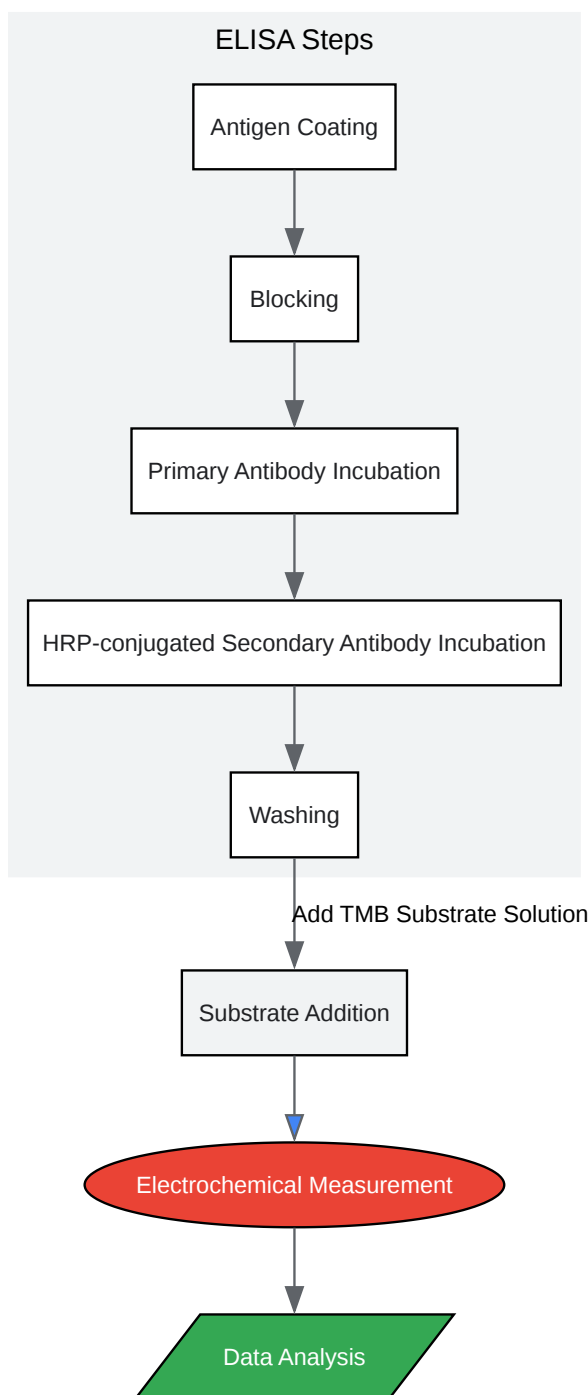 ELISA Steps
Antigen Coating
Blocking
Primary Antibody Incubation
HRP-conjugated Secondary Antibody Incubation
Washing
Add TMB Substrate Solution
Substrate Addition
Electrochemical Measurement
Data Analysis